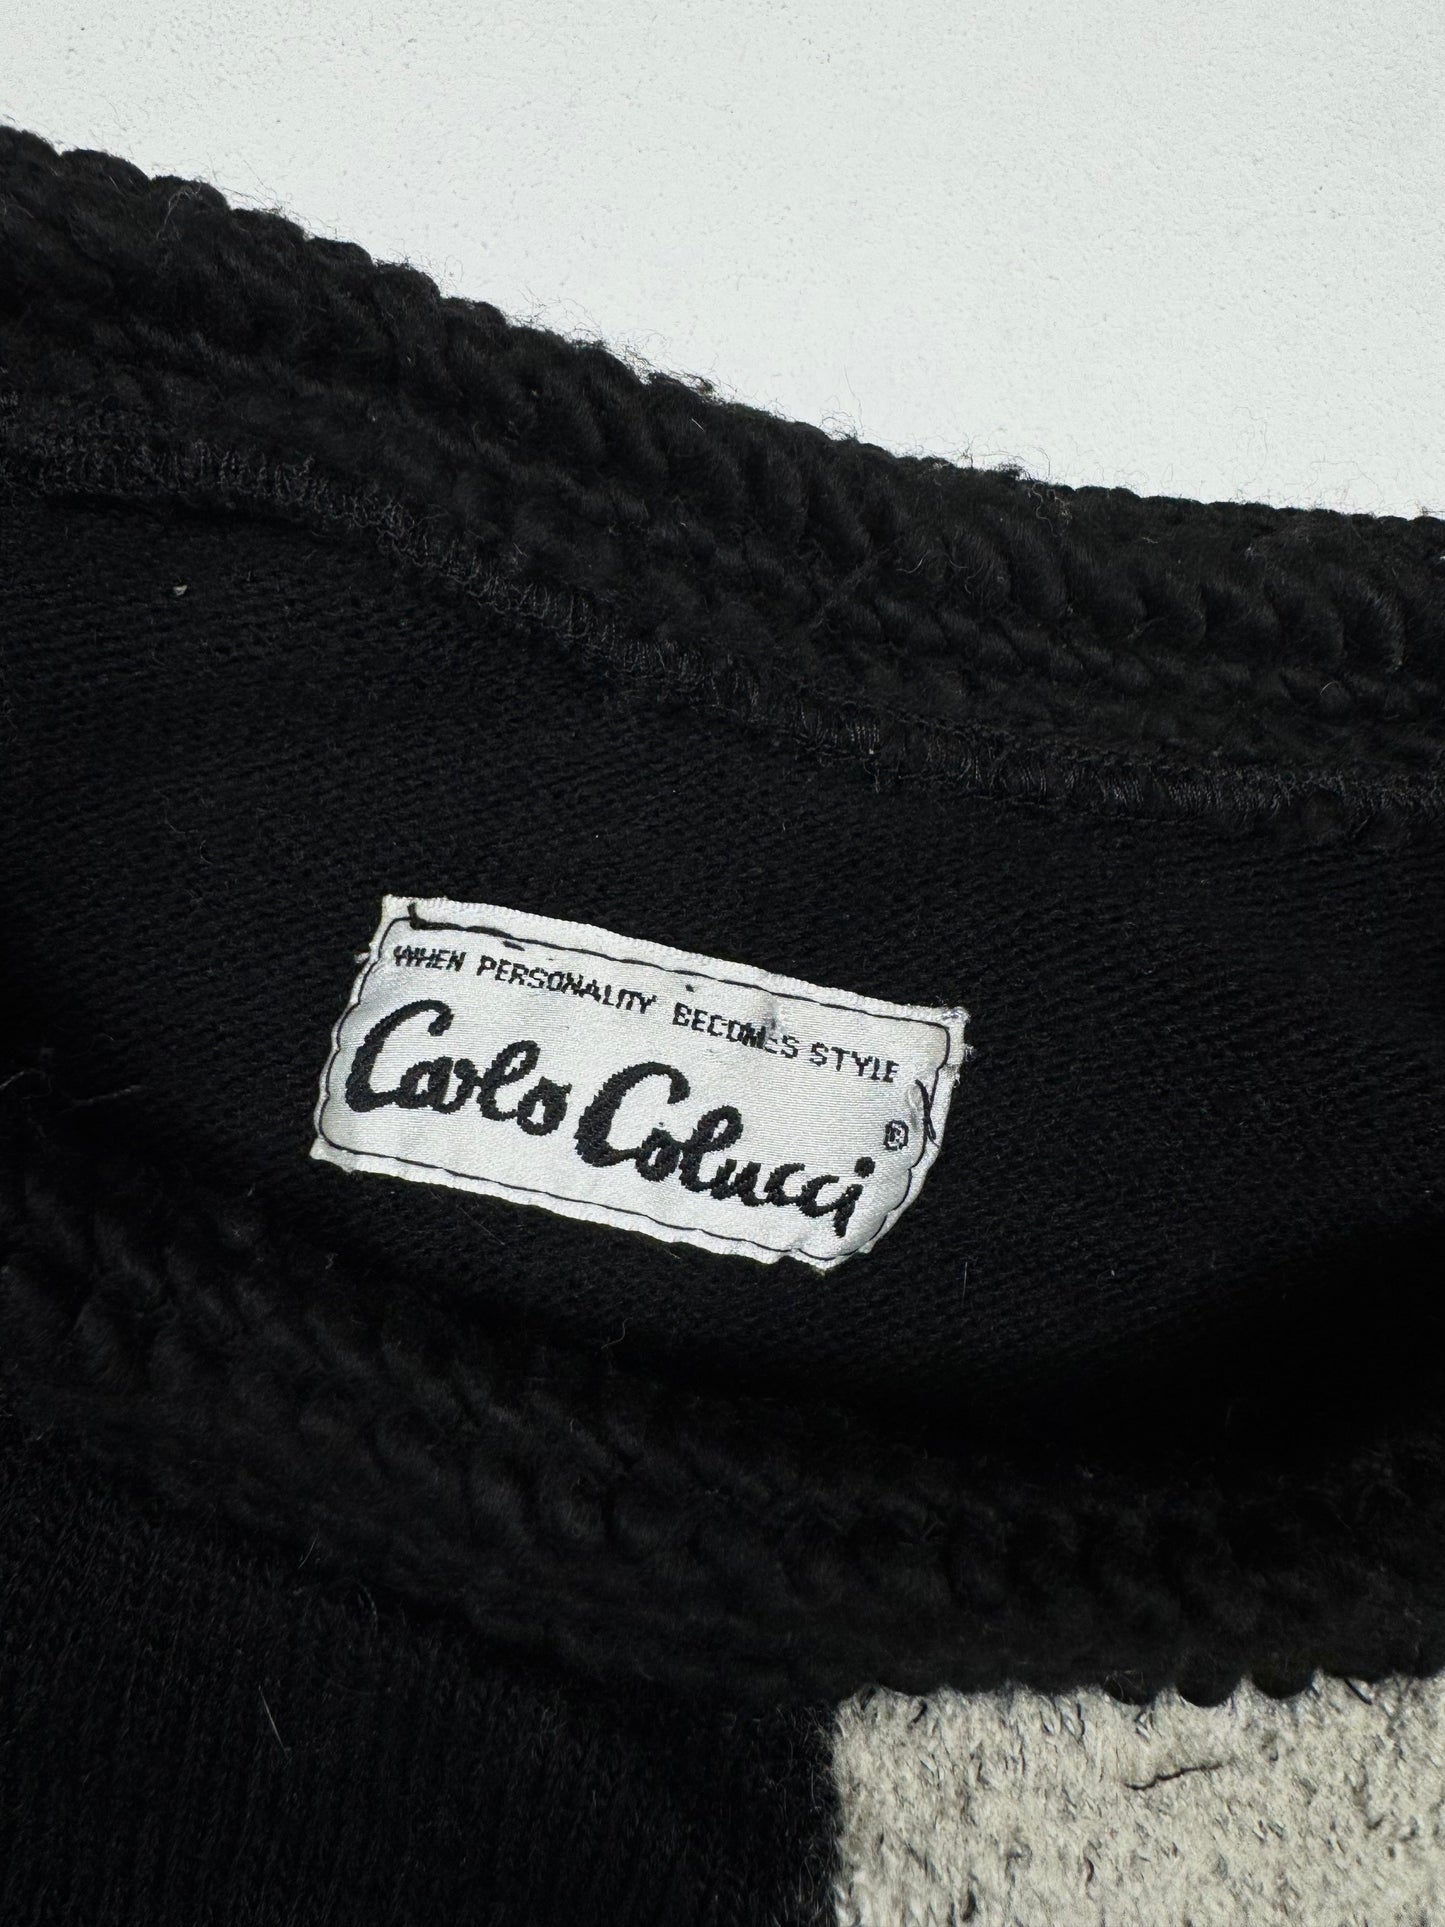 WHEN PERSONALITY BECOMES STYLE
Carlo Colucci ®